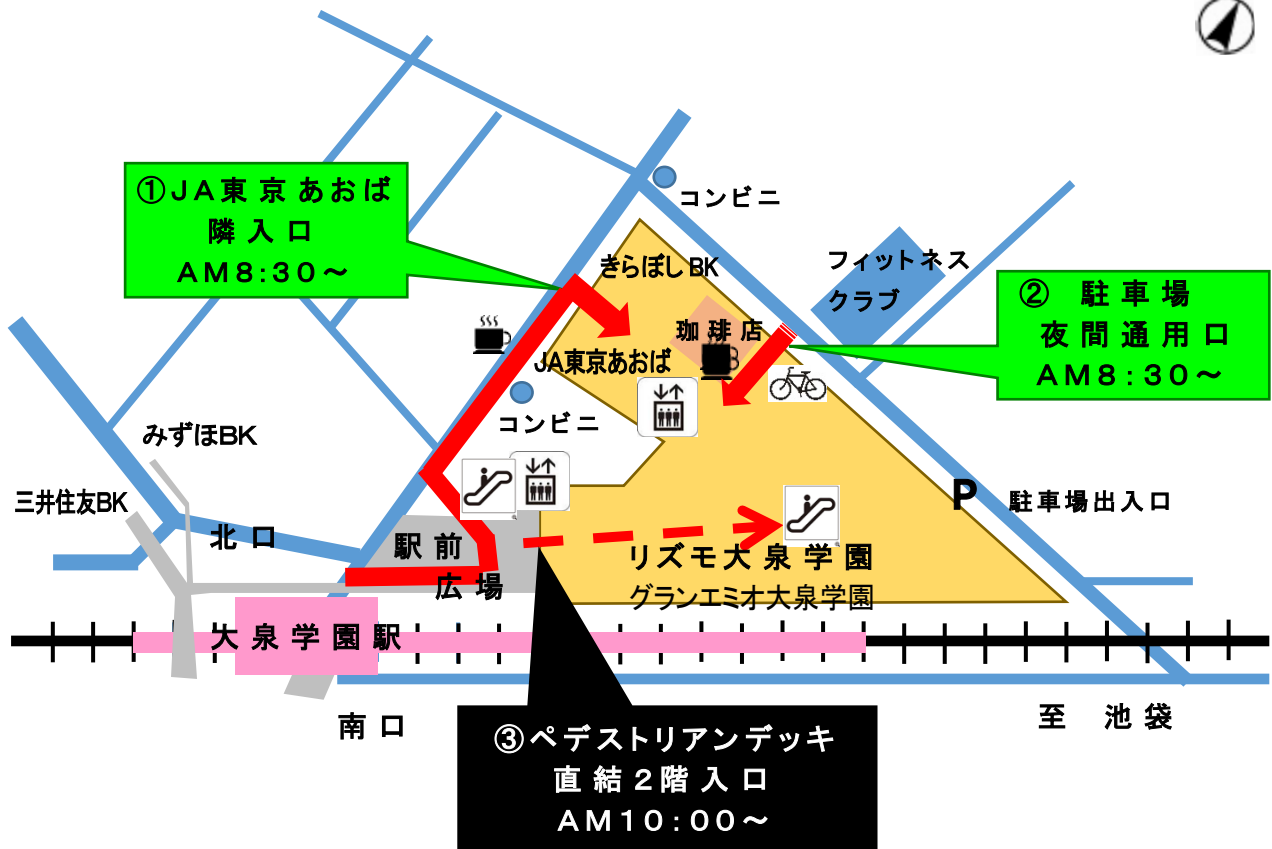 コンビニ
①JA東京あおば
隣入口
AM8:30～
きらぼしBK
フィットネス
クラブ
② 駐車場
夜間通用口
AM8:30～
珈琲店
JA東京あおば
コンビニ
みずほBK
三井住友BK
P 駐車場出入口
北口
駅前
広場
リズモ大泉学園
グランエミオ大泉学園
大泉学園駅
南口
至 池袋
③ペデストリアンデッキ
直結2階入口
AM10:00～